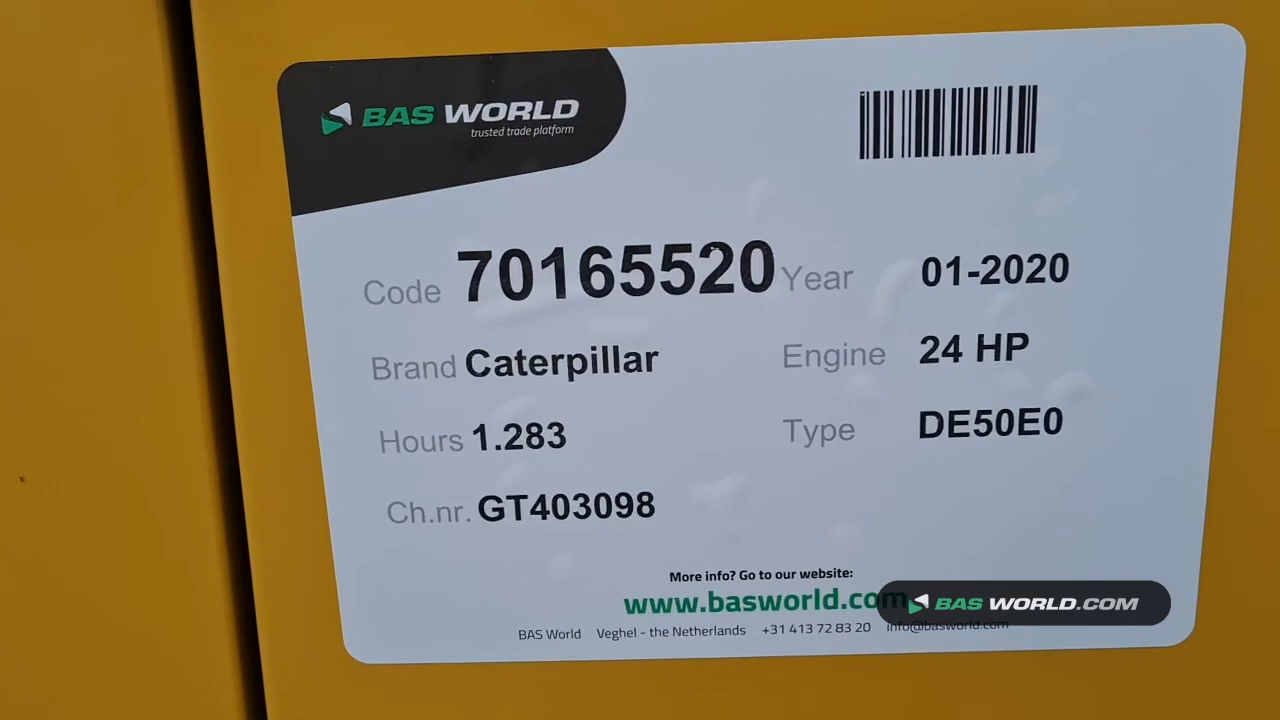 BAS WORLD
trusted trade platform
Code 70165520 Year 01-2020
Brand Caterpillar Engine 24 HP
Hours 1.283 Type DE50E0
Ch.nr. GT403098
More info? Go to our website:
www.basworld.com
BAS WORLD.COM
BAS World Veghel - the Netherlands +31 413 72 83 20 info@basworld.com